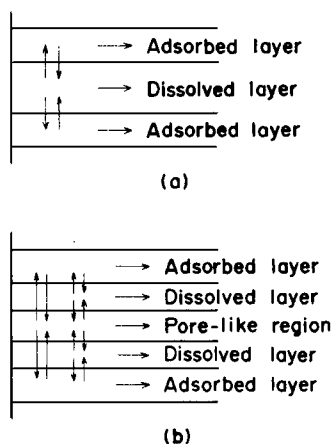 Adsorbed layer
Dissolved layer
Adsorbed layer
(a)
Adsorbed layer
Dissolved layer
Pore-like region
Dissolved layer
Adsorbed layer
(b)